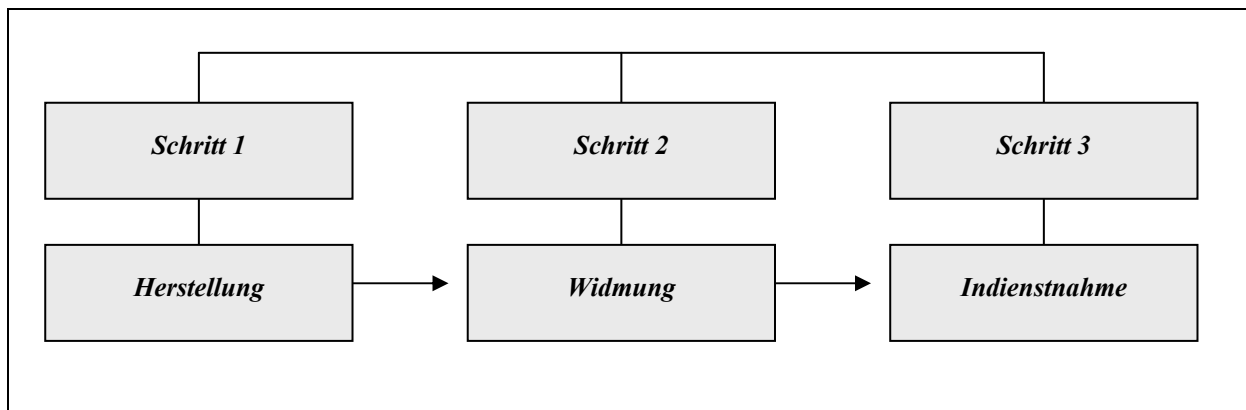 Schritt 1
Schritt 2
Schritt 3
Herstellung
Widmung
Indienstnahme